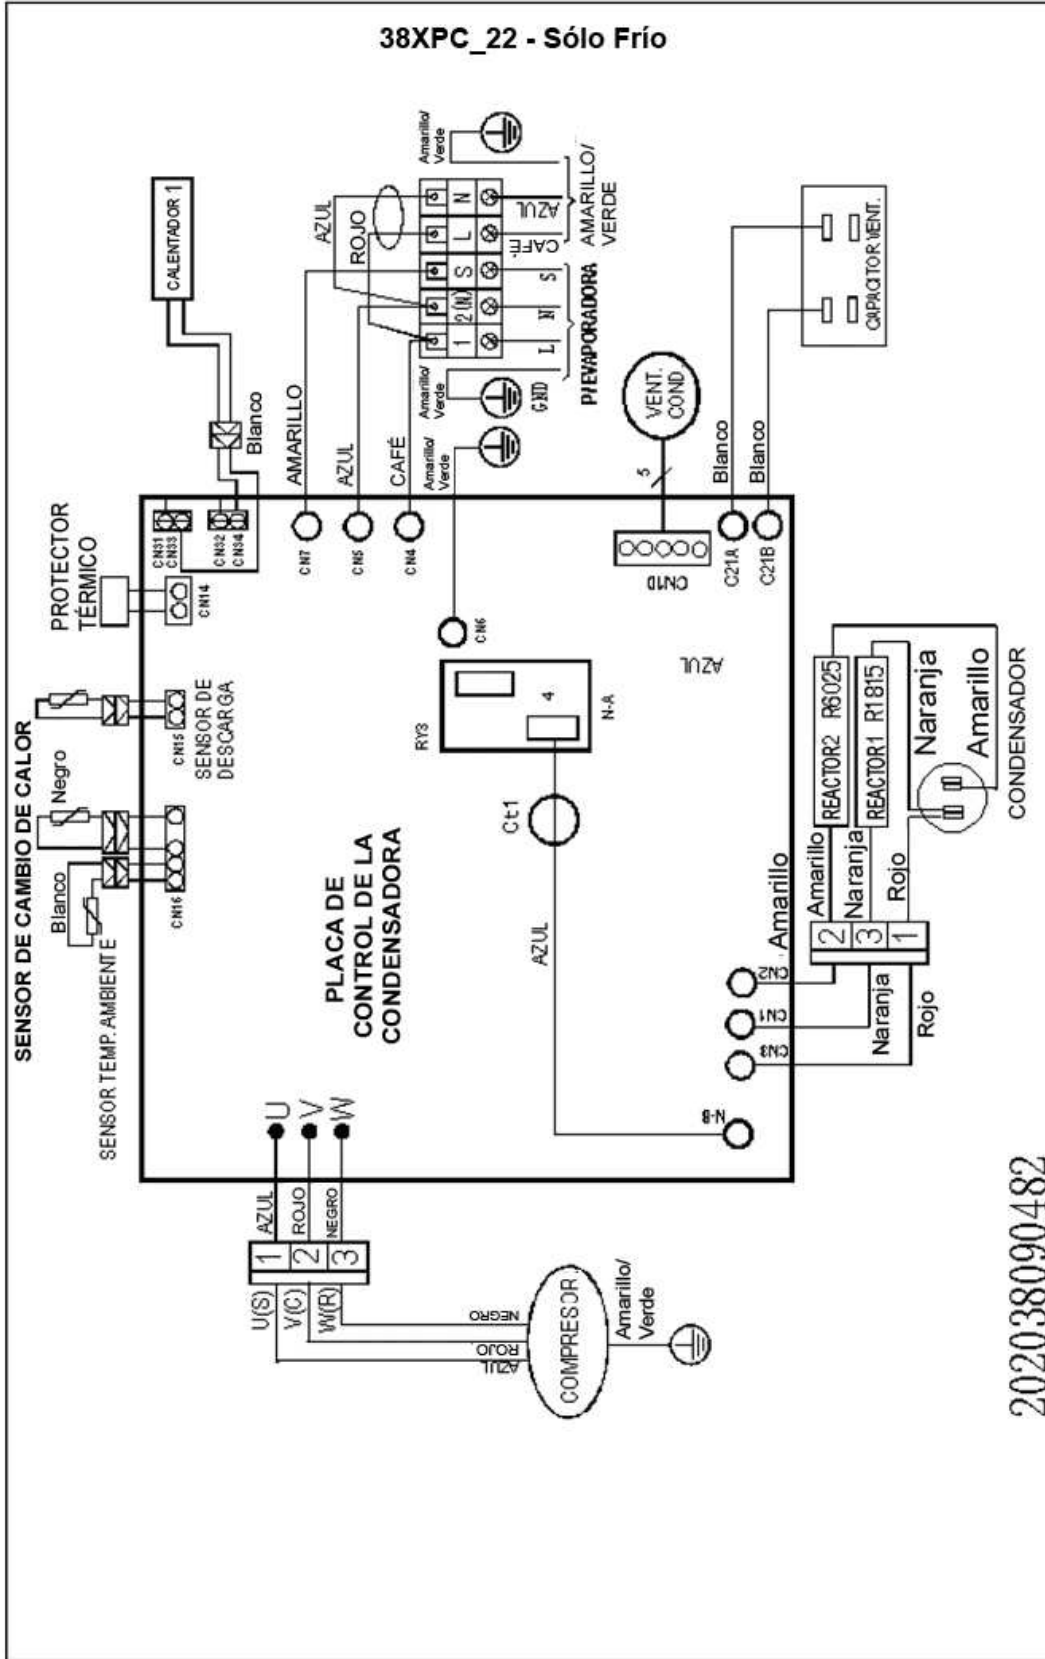 38XPC_22 - Sólo Frío
CALENTADOR 1
Blanco
PROTECTOR
TÉRMICO
CN31
CN33
CN32
CN34
CN14
SENSOR DE CAMBIO DE CALOR
CN15
SENSOR DE
DESCARGA
Negro
Blanco
CN16
SENSOR TEMP. AMBIENTE
AMARILLO
AZUL
CAFÉ
CN7
CN5
CN4
Amarillo/
Verde
CN6
AZUL
ROJO
1
2(N)
S
L
N
Amarillo/
Verde
Amarillo/
Verde
GND
L
N
S
CAFÉ
AZUL
P/EVAPORADORA
AMARILLO/
VERDE
VENT.
COND
5
CN1D
Blanco
Blanco
C21A
C21B
CAPACITOR VENT.
RY3
4
N-A
AZUL
Ct1
AZUL
N-B
PLACA DE
CONTROL DE LA
CONDENSADORA
Amarillo
CN2
CN1
CN3
Naranja
Rojo
2
3
1
Amarillo
Naranja
Rojo
REACTOR2 R6025
REACTOR1 R1815
Naranja
Amarillo
CONDENSADOR
U
V
W
AZUL
ROJO
NEGRO
1
2
3
U(S)
V(C)
W(R)
NEGRO
ROJO
AZUL
COMPRESOR
Amarillo/
Verde
202038090482